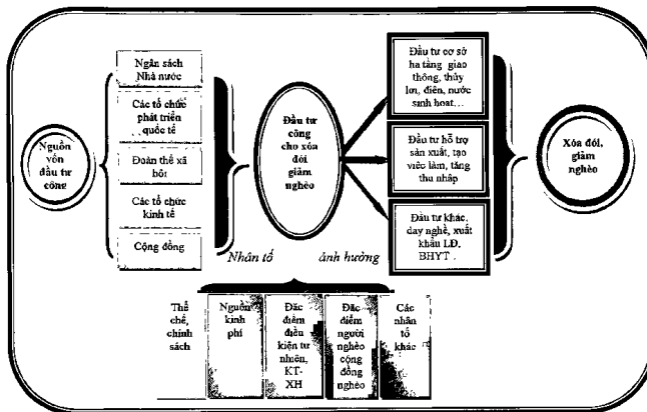 Ngân sách
Nhà nước
Các tổ chức
phát triển
quốc tế
Đoàn thể xã
hội
Các tổ chức
kinh tế
Cộng đồng
Nguồn
vốn
đầu tư
công
Đầu tư
công
cho xóa
đói
giảm
nghèo
Đầu tư cơ sở
hạ tầng giao
thông, thủy
lợi, điện, nước
sinh hoạt...
Đầu tư hỗ trợ
sản xuất, tạo
việc làm, tăng
thu nhập
Đầu tư khác,
dạy nghề, xuất
khẩu LĐ,
BHYT .
Xóa đói,
giảm
nghèo
Nhân tố ảnh hưởng
Thể
chế,
chính
sách
Nguồn
kinh
phí
Đặc
điểm
điều
kiện tự
nhiên,
KT-
XH
Đặc
điểm
người
nghèo
cộng
đồng
nghèo
Các
nhân
tố
khác